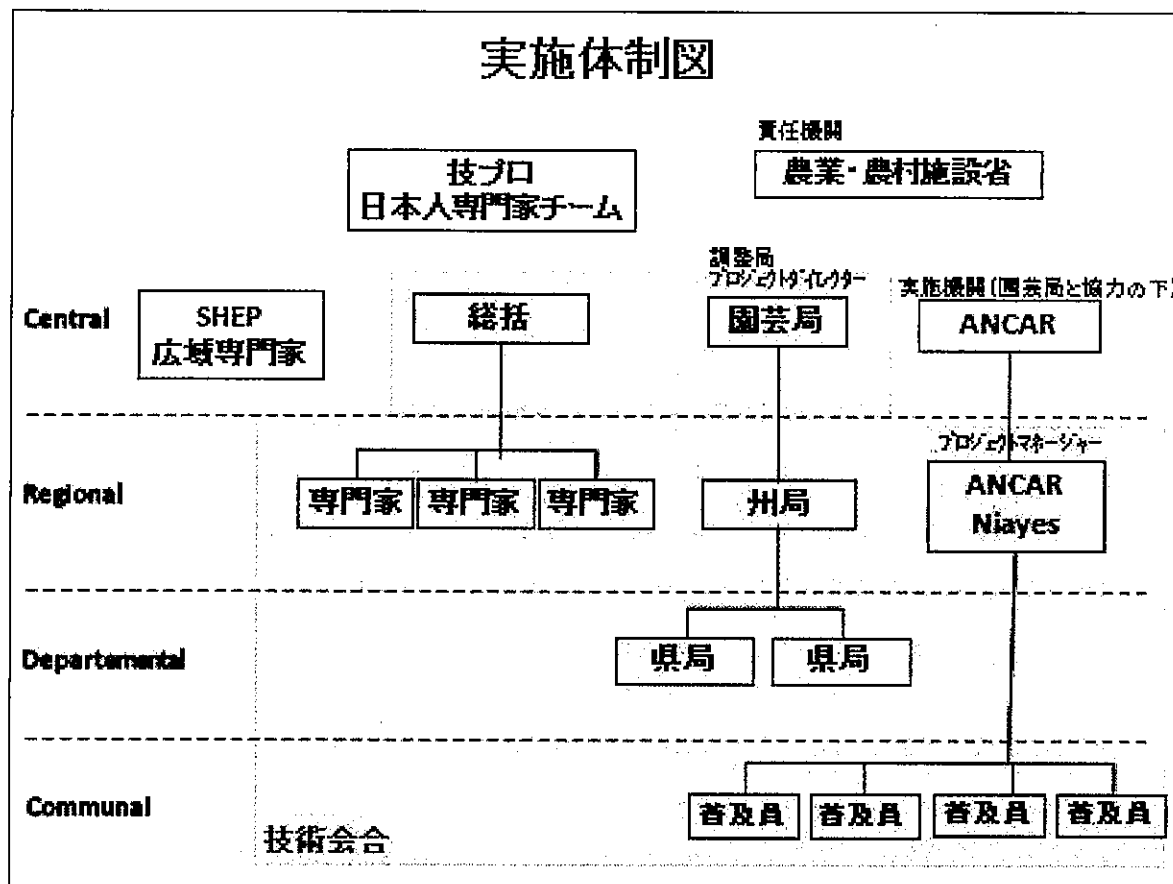 実施体制図
責任機関
技プロ
日本人専門家チーム
農業・農村施設省
調整局
プロジェクトダイレクター
実施機関（園芸局と協力の下）
Central
SHEP
広域専門家
総括
園芸局
ANCAR
プロジェクトマネージャー
Regional
専門家
専門家
専門家
州局
ANCAR
Niayes
Departemental
県局
県局
Communal
普及員
普及員
普及員
普及員
技術会合